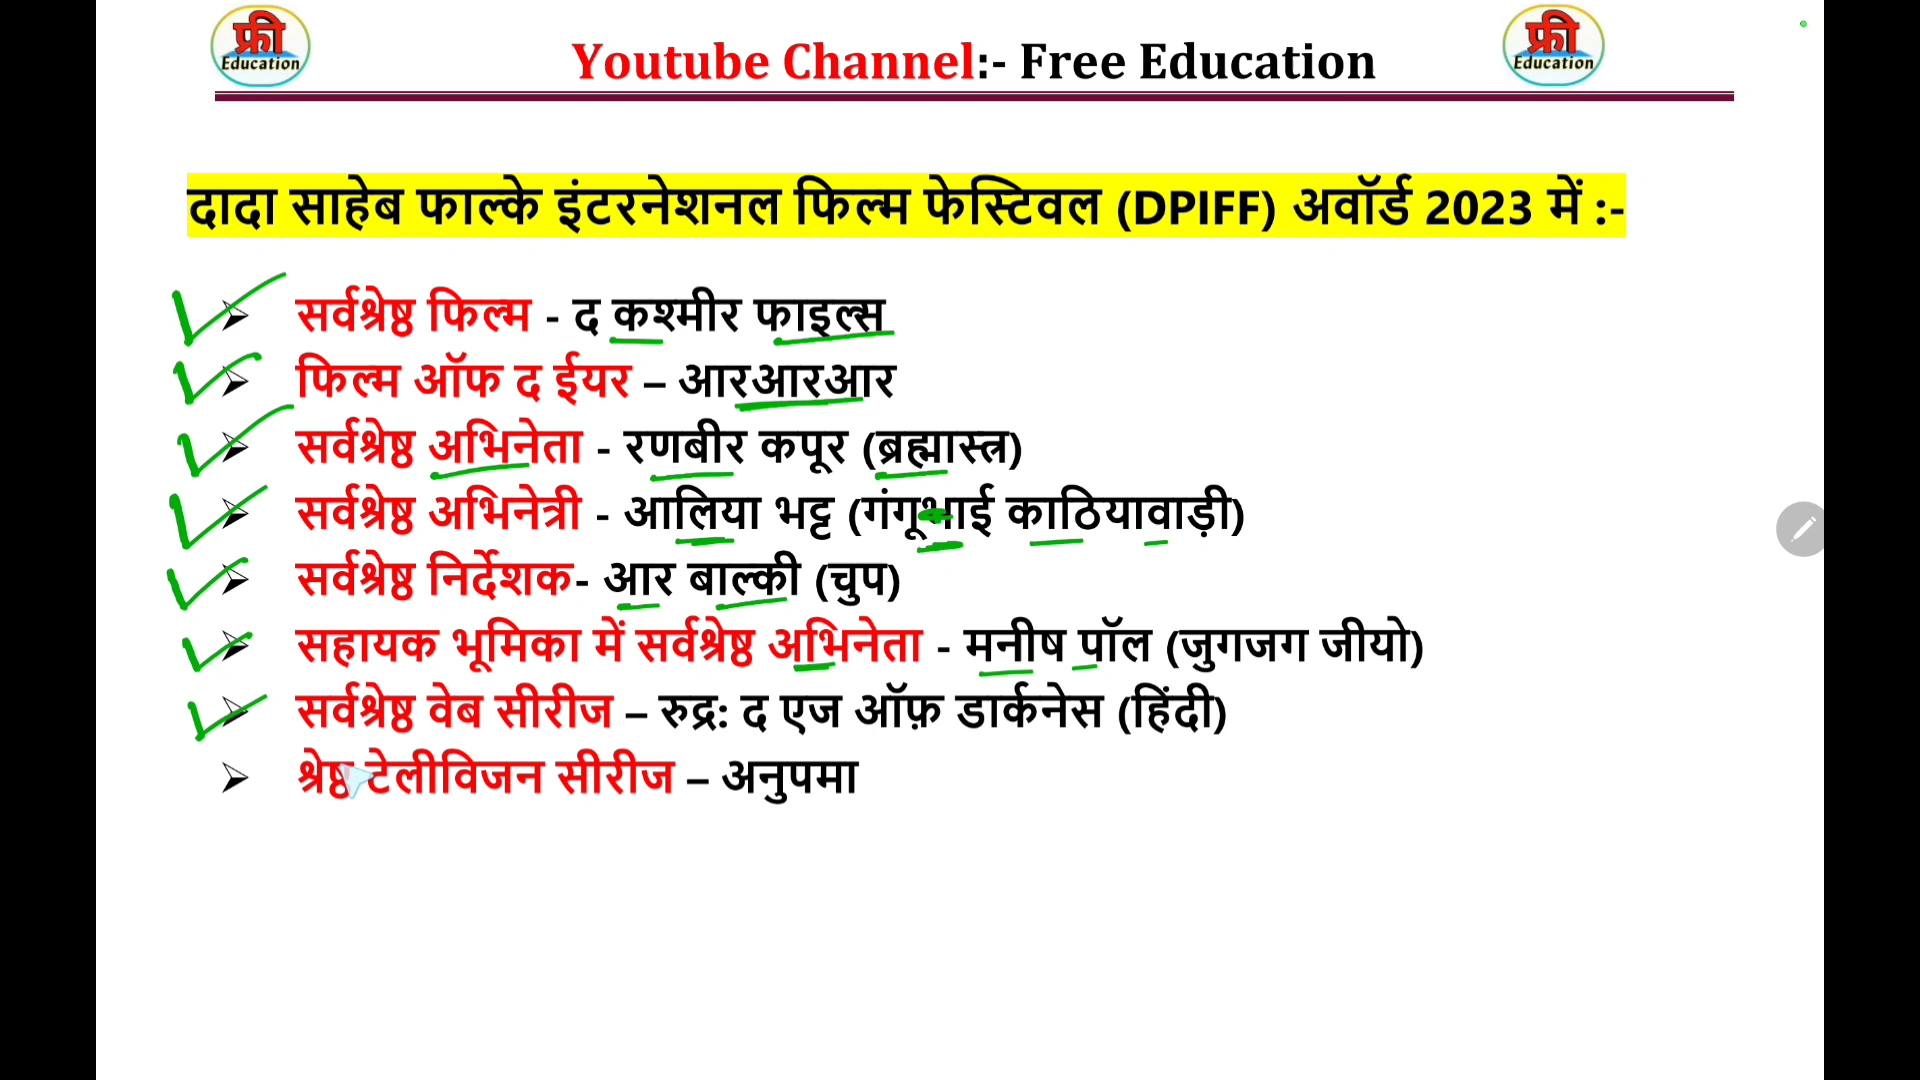 फ्री
Education
Youtube Channel:- Free Education
फ्री
Education
दादा साहेब फाल्के इंटरनेशनल फिल्म फेस्टिवल (DPIFF) अवॉर्ड 2023 में :-
सर्वश्रेष्ठ फिल्म - द कश्मीर फाइल्स
फिल्म ऑफ द ईयर – आरआरआर
सर्वश्रेष्ठ अभिनेता - रणबीर कपूर (ब्रह्मास्त्र)
सर्वश्रेष्ठ अभिनेत्री - आलिया भट्ट (गंगूभाई काठियावाड़ी)
सर्वश्रेष्ठ निर्देशक- आर बाल्की (चुप)
सहायक भूमिका में सर्वश्रेष्ठ अभिनेता - मनीष पॉल (जुगजग जीयो)
सर्वश्रेष्ठ वेब सीरीज – रुद्र: द एज ऑफ़ डार्कनेस (हिंदी)
श्रेष्ठ टेलीविजन सीरीज – अनुपमा